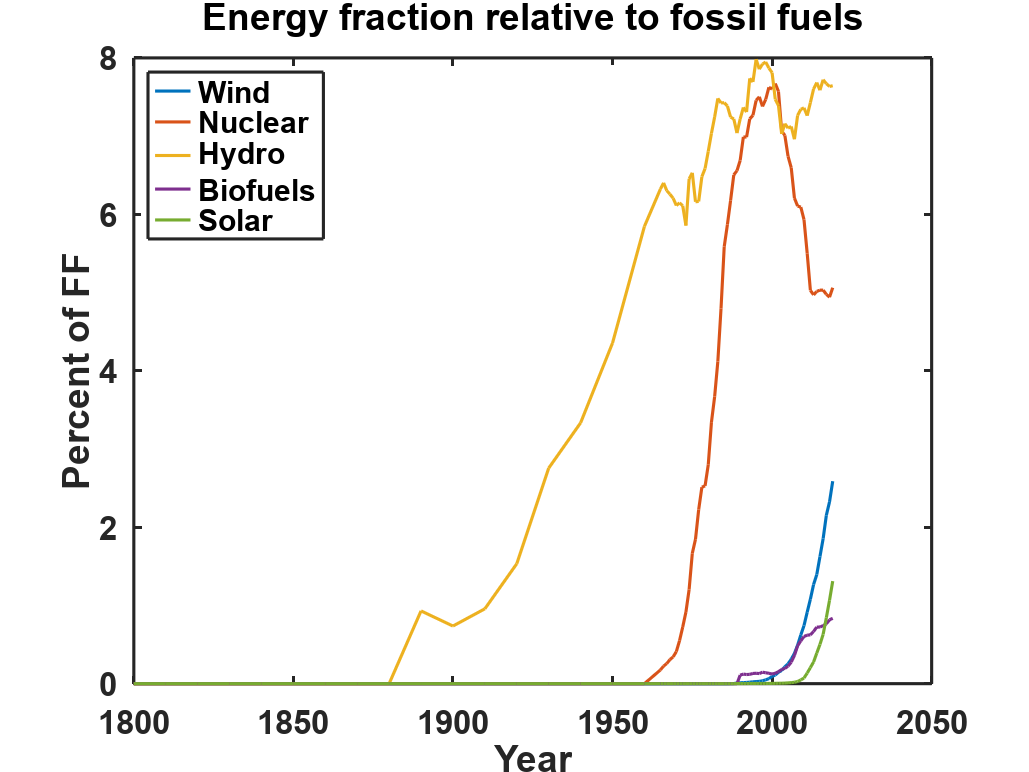 Energy fraction relative to fossil fuels
8
6
4
2
0
Percent of FF
Wind
Nuclear
Hydro
Biofuels
Solar
1800 1850 1900 1950 2000 2050
Year